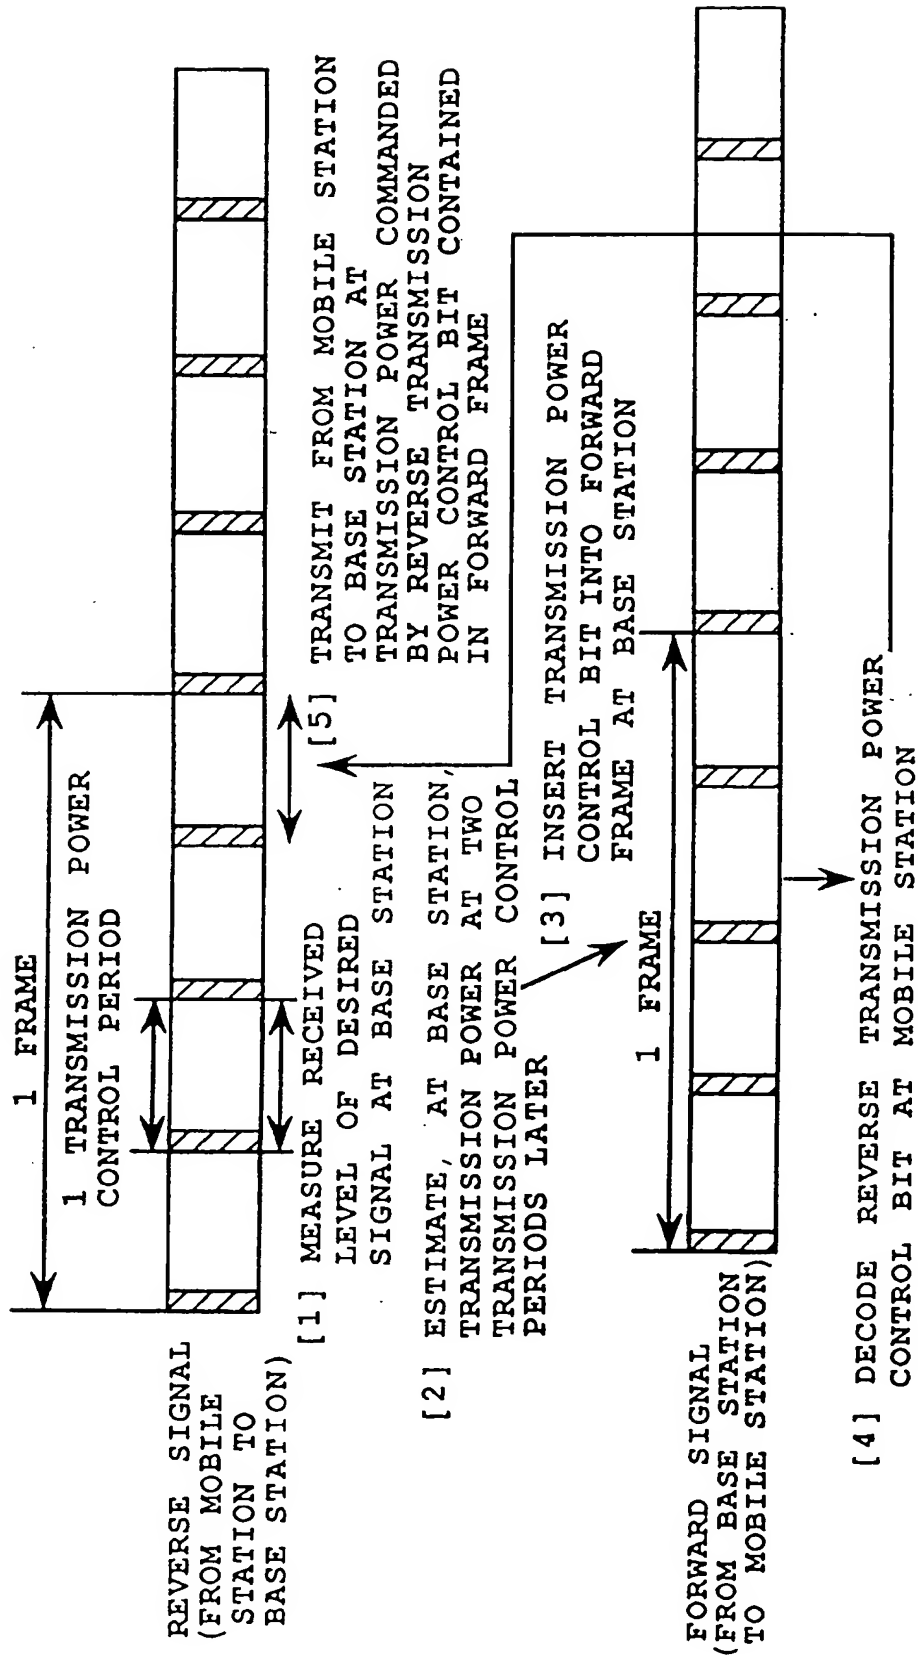 1 FRAME
1 TRANSMISSION POWER
CONTROL PERIOD
REVERSE SIGNAL
(FROM MOBILE
STATION TO
BASE STATION)
[1] MEASURE RECEIVED
LEVEL OF DESIRED
SIGNAL AT BASE STATION
[5] TRANSMIT FROM MOBILE STATION
TO BASE STATION AT
TRANSMISSION POWER COMMANDED
BY REVERSE TRANSMISSION
POWER CONTROL BIT CONTAINED
IN FORWARD FRAME
[2] ESTIMATE, AT BASE STATION,
TRANSMISSION POWER AT TWO
TRANSMISSION POWER CONTROL
PERIODS LATER
[3] INSERT TRANSMISSION POWER
CONTROL BIT INTO FORWARD
FRAME AT BASE STATION
1 FRAME
FORWARD SIGNAL
(FROM BASE STATION
TO MOBILE STATION)
[4] DECODE REVERSE TRANSMISSION POWER
CONTROL BIT AT MOBILE STATION